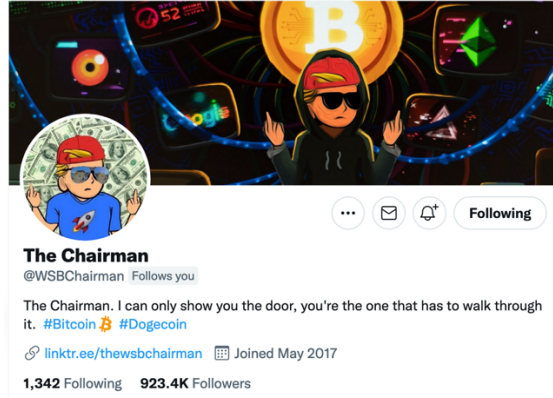 52
B
Google
Following
The Chairman
@WSBChairman Follows you
The Chairman. I can only show you the door, you're the one that has to walk through
it. #Bitcoin #Dogecoin
linktr.ee/thewsbchairman Joined May 2017
1,342 Following 923.4K Followers